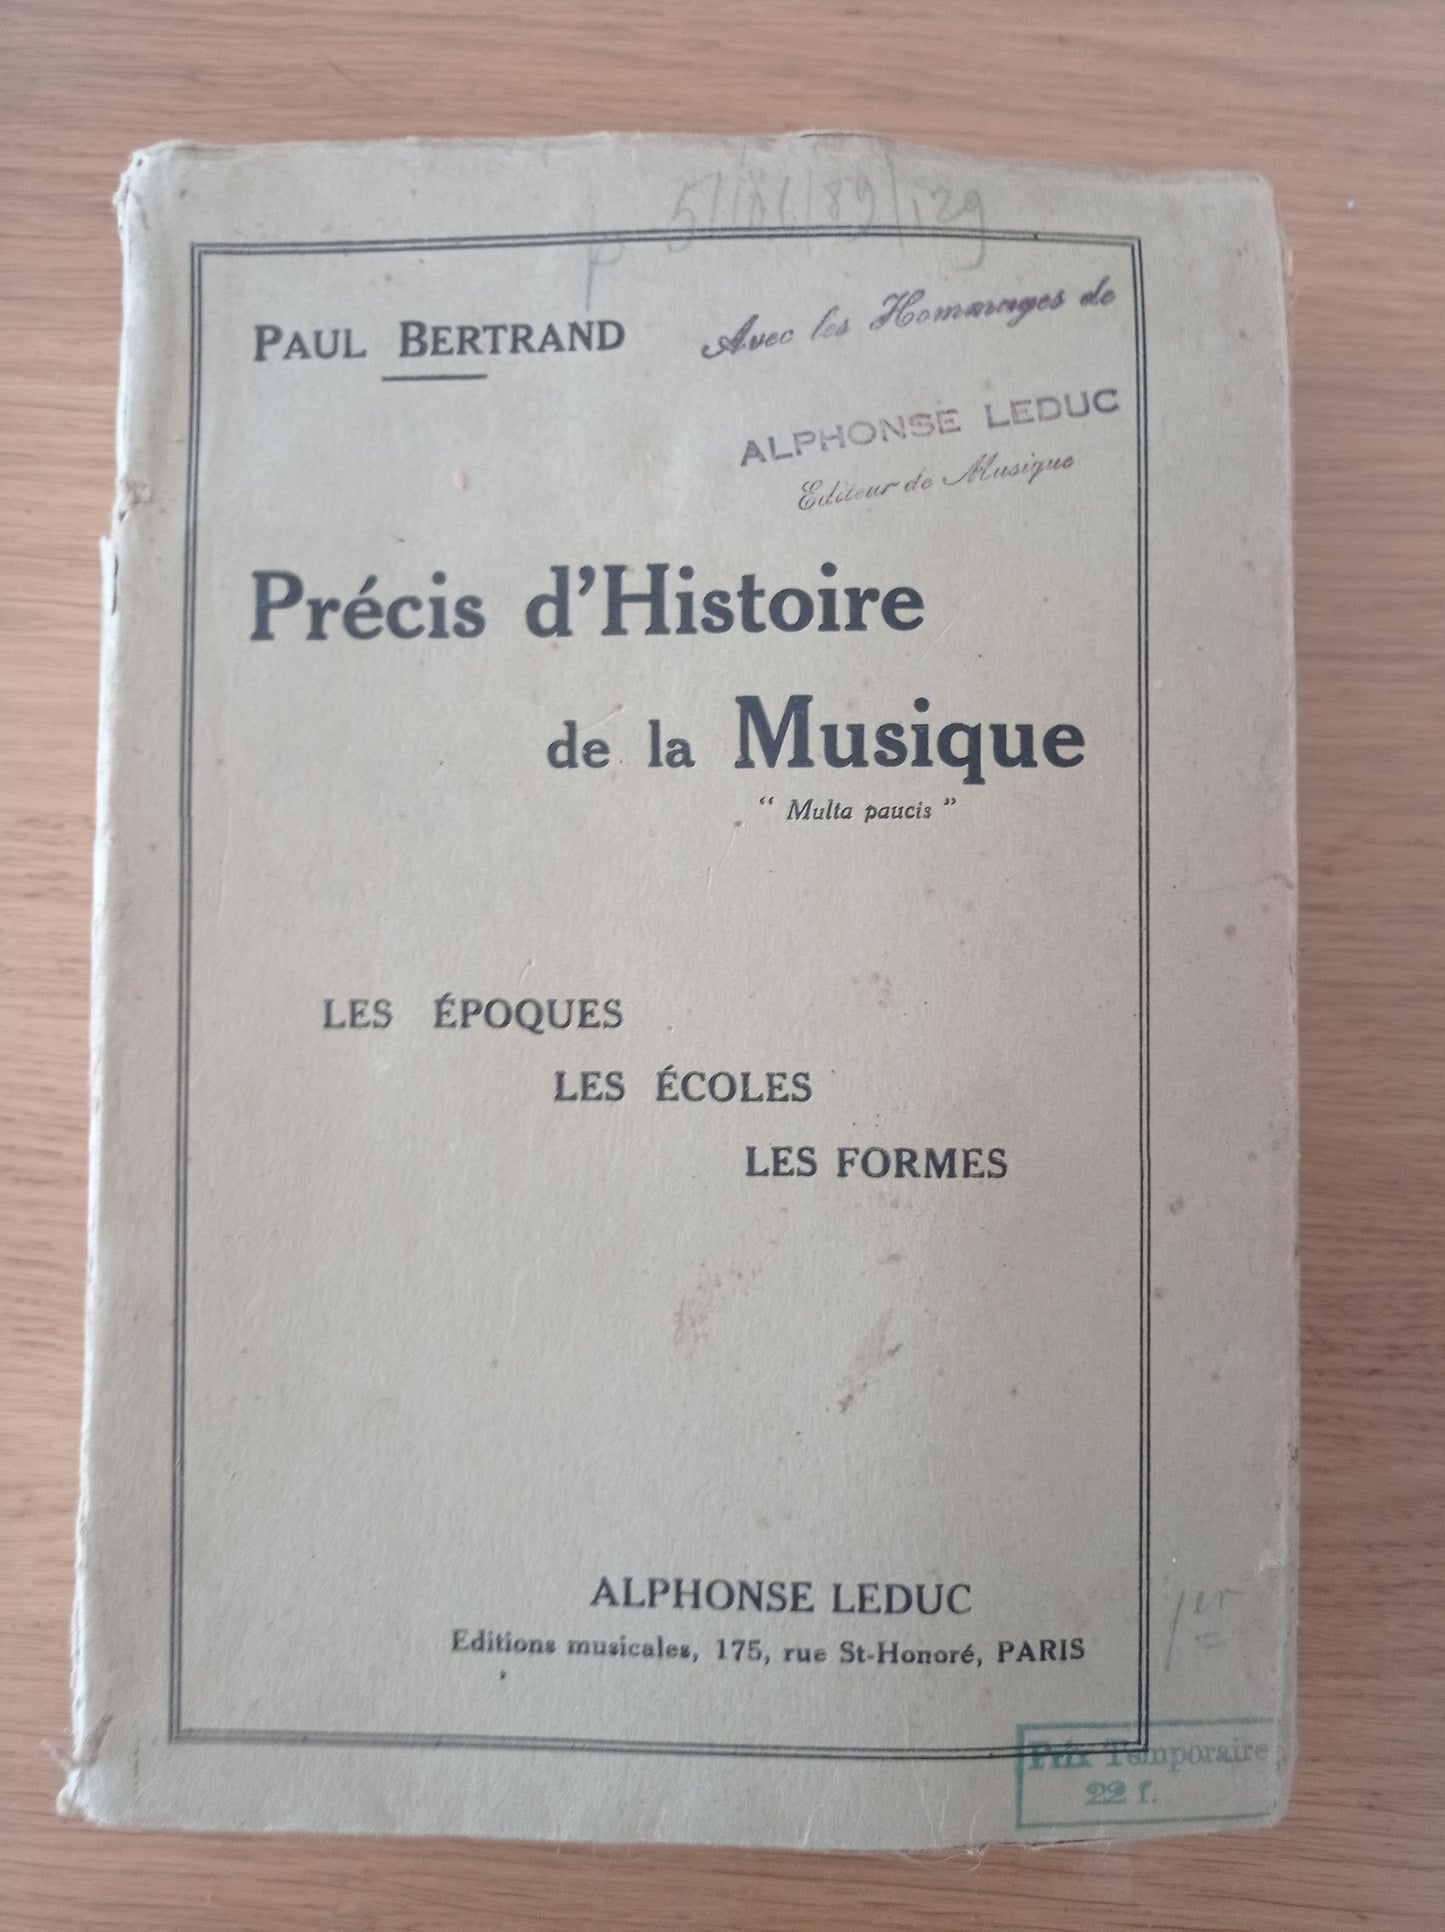 PAUL BERTRAND
Avec les Hommages de
ALPHONSE LEDUC
Editeur de Musique
Précis d'Histoire
de la Musique
“ Multa paucis ”
LES ÉPOQUES
LES ÉCOLES
LES FORMES
ALPHONSE LEDUC
Editions musicales, 175, rue St-Honoré, PARIS
1er
Prix Temporaire
22 f.